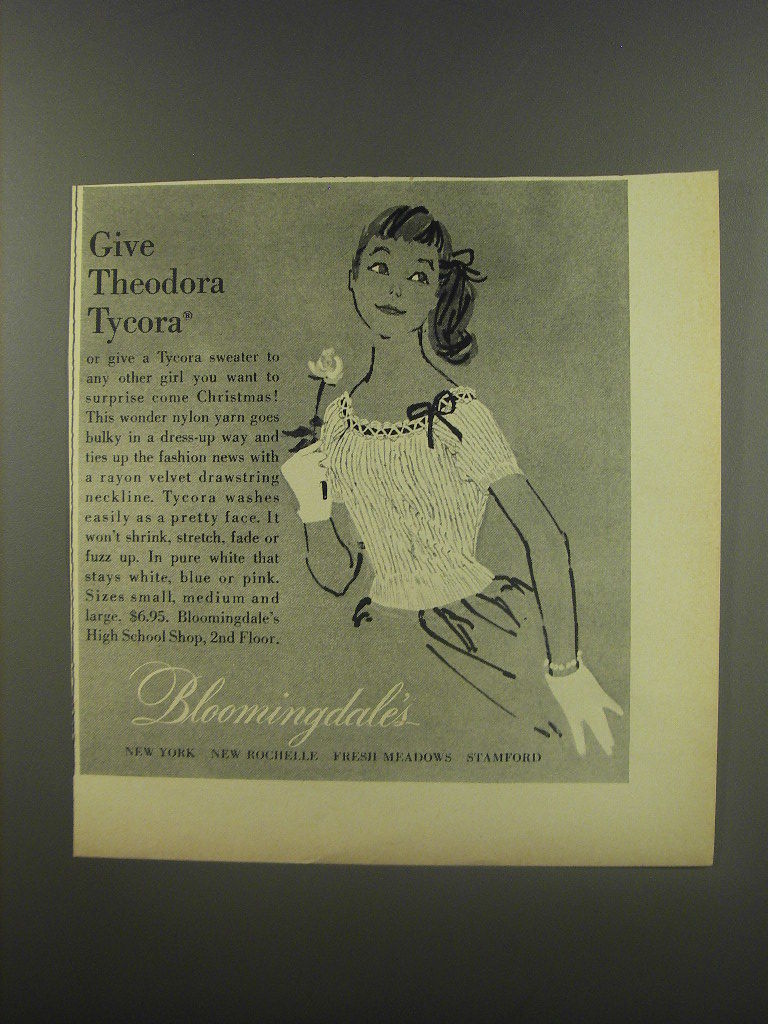 Give
Theodora
Tycora®
or give a Tycora sweater to
any other girl you want to
surprise come Christmas!
This wonder nylon yarn goes
bulky in a dress-up way and
ties up the fashion news with
a rayon velvet drawstring
neckline. Tycora washes
easily as a pretty face. It
won't shrink, stretch, fade or
fuzz up. In pure white that
stays white, blue or pink.
Sizes small, medium and
large. $6.95. Bloomingdale's
High School Shop, 2nd Floor.
Bloomingdale's
NEW YORK NEW ROCHELLE FRESH MEADOWS STAMFORD